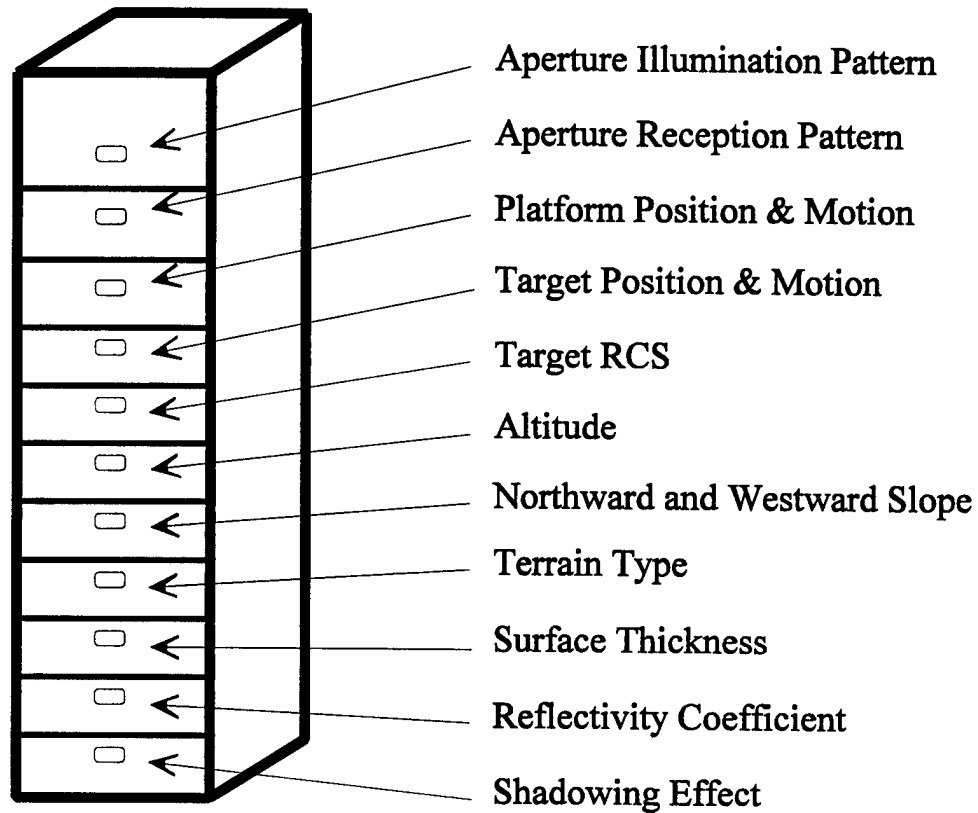 Aperture Illumination Pattern
Aperture Reception Pattern
Platform Position & Motion
Target Position & Motion
Target RCS
Altitude
Northward and Westward Slope
Terrain Type
Surface Thickness
Reflectivity Coefficient
Shadowing Effect